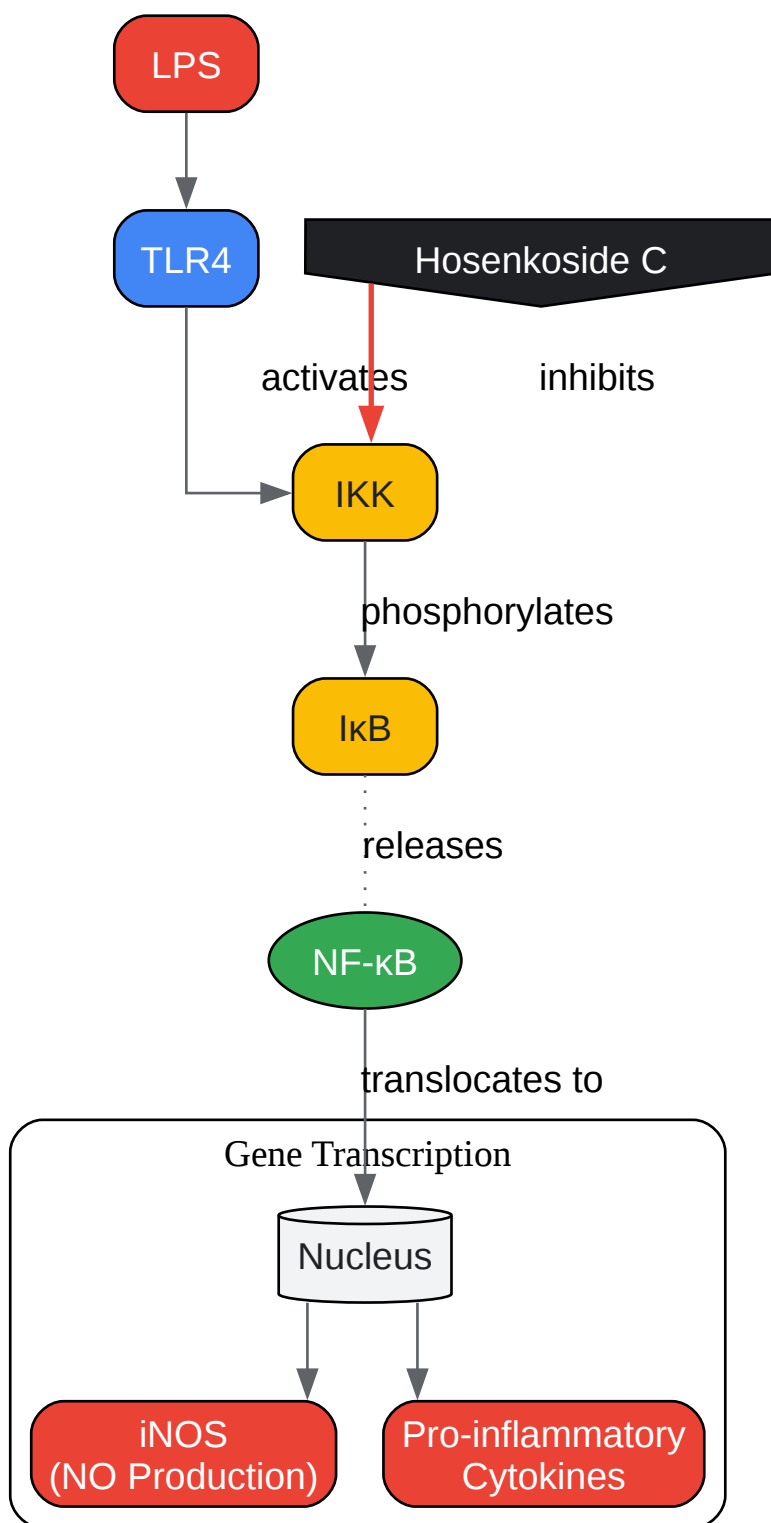 LPS
TLR4
Hosenkoside C
activates
inhibits
IKK
phosphorylates
IκB
releases
NF-κB
translocates to
Gene Transcription
Nucleus
iNOS
(NO Production)
Pro-inflammatory
Cytokines